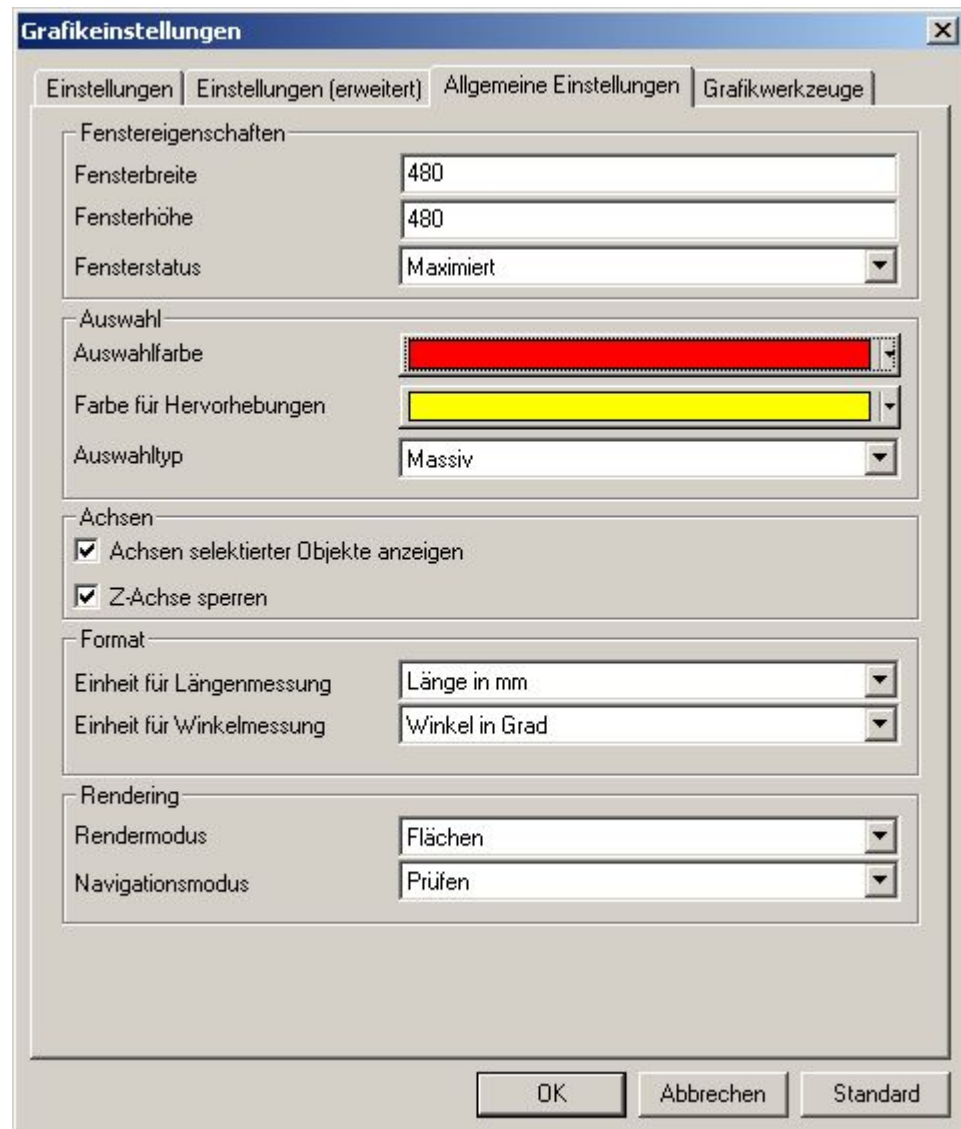 Grafikeinstellungen
Einstellungen Einstellungen (erweitert) Allgemeine Einstellungen Grafikwerkzeuge
Fenstereigenschaften
Fensterbreite 480
Fensterhöhe 480
Fensterstatus Maximiert
Auswahl
Auswahlfarbe
Farbe für Hervorhebungen
Auswahltyp Massiv
Achsen
Achsen selektierter Objekte anzeigen
Z-Achse sperren
Format
Einheit für Längenmessung Länge in mm
Einheit für Winkelmessung Winkel in Grad
Rendering
Rendermodus Flächen
Navigationsmodus Prüfen
OK Abbrechen Standard